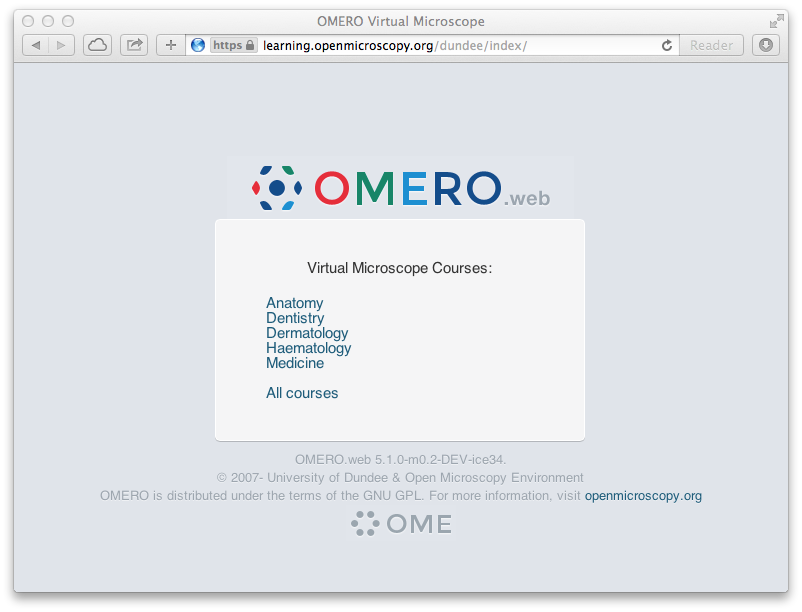 OMERO Virtual Microscope
https learning.openmicroscopy.org/dundee/index/ Reader
OMERO.web
Virtual Microscope Courses:
Anatomy
Dentistry
Dermatology
Haematology
Medicine
All courses
OMERO.web 5.1.0-m0.2-DEV-ice34.
© 2007- University of Dundee & Open Microscopy Environment
OMERO is distributed under the terms of the GNU GPL. For more information, visit openmicroscopy.org
OME